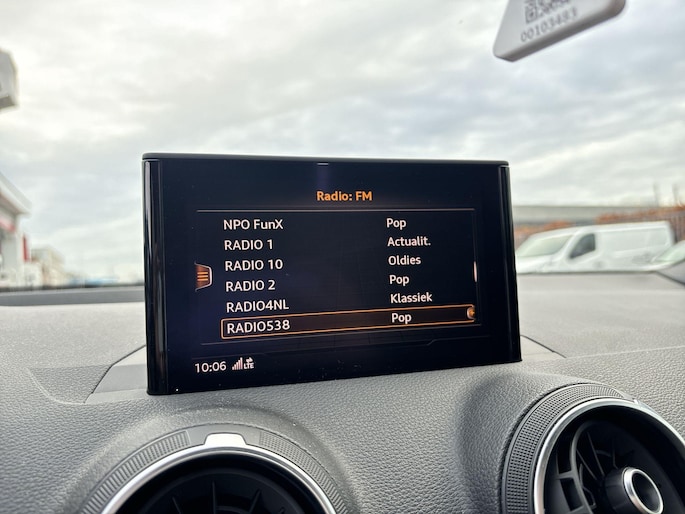 00103483
Radio: FM
NPO FunX Pop
RADIO 1 Actualit.
RADIO 10 Oldies
RADIO 2 Pop
RADIO4NL Klassiek
RADIO538 Pop
10:06 LTE